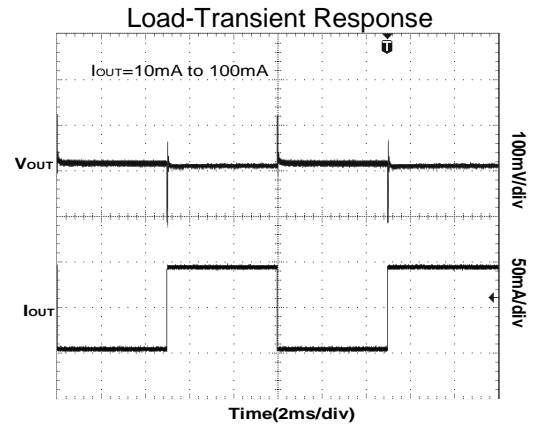 Load-Transient Response
T
IOUT=10mA to 100mA
VOUT
100mV/div
IOUT
50mA/div
Time(2ms/div)